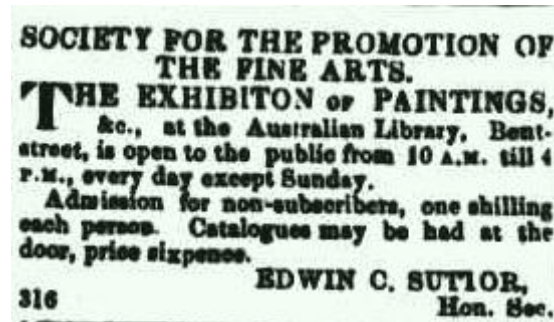 SOCIETY FOR THE PROMOTION OF
THE FINE ARTS.
THE EXHIBITON OF PAINTINGS,
&c., at the Australian Library, Bent-
street, is open to the public from 10 A.M. till 4
P.M., every day except Sunday.
Admission for non-subscribers, one shilling
each person. Catalogues may be had at the
door, price sixpence.
EDWIN C. SUTIOR,
316 Hon. Sec.